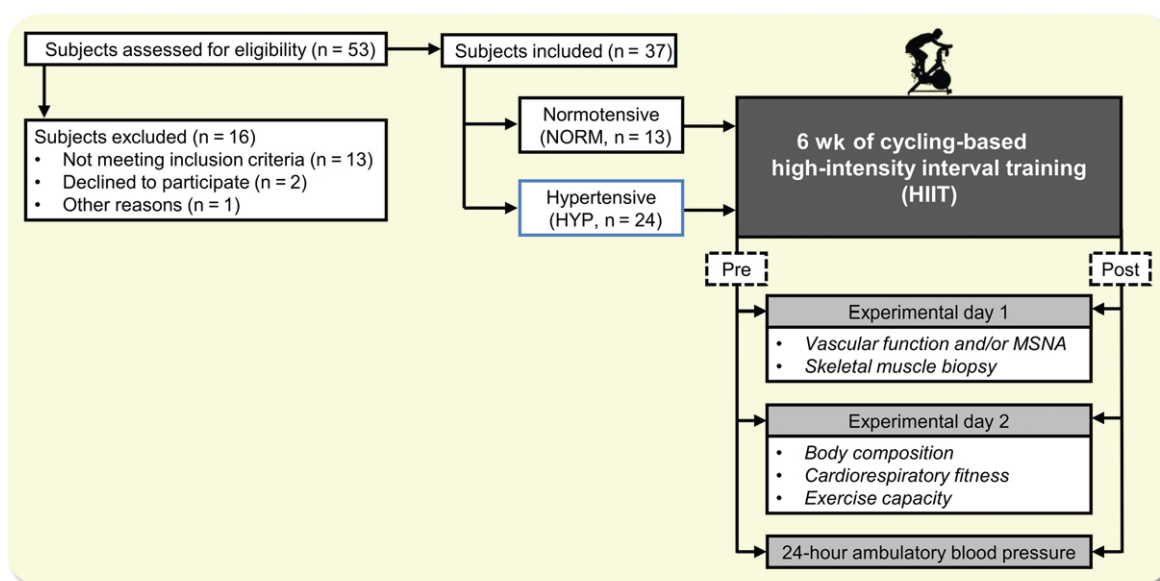 Subjects assessed for eligibility (n = 53)
Subjects included (n = 37)
Subjects excluded (n = 16)
• Not meeting inclusion criteria (n = 13)
• Declined to participate (n = 2)
• Other reasons (n = 1)
Normotensive
(NORM, n = 13)
Hypertensive
(HYP, n = 24)
6 wk of cycling-based
high-intensity interval training
(HIIT)
Pre
Post
Experimental day 1
• Vascular function and/or MSNA
• Skeletal muscle biopsy
Experimental day 2
• Body composition
• Cardiorespiratory fitness
• Exercise capacity
24-hour ambulatory blood pressure